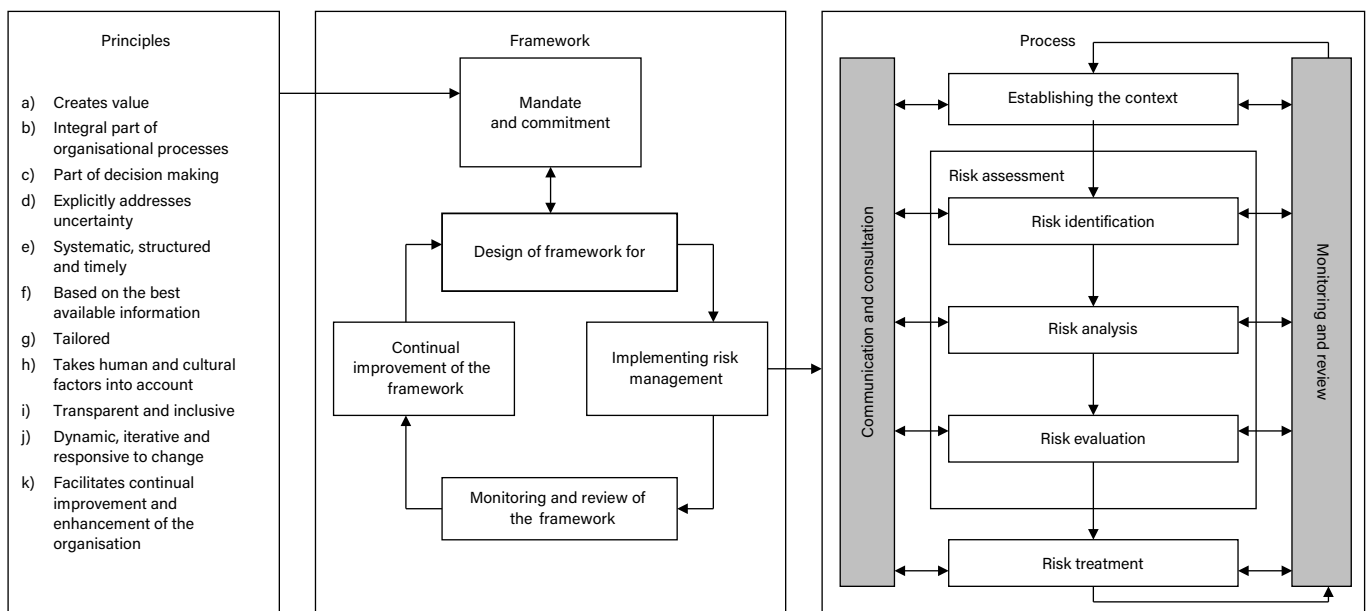 Principles
a) Creates value
b) Integral part of
organisational processes
c) Part of decision making
d) Explicitly addresses
uncertainty
e) Systematic, structured
and timely
f) Based on the best
available information
g) Tailored
h) Takes human and cultural
factors into account
i) Transparent and inclusive
j) Dynamic, iterative and
responsive to change
k) Facilitates continual
improvement and
enhancement of the
organisation
Framework
Mandate
and commitment
Design of framework for
Continual
improvement of the
framework
Implementing risk
management
Monitoring and review of
the framework
Process
Communication and consultation
Establishing the context
Risk assessment
Risk identification
Risk analysis
Risk evaluation
Risk treatment
Monitoring and review